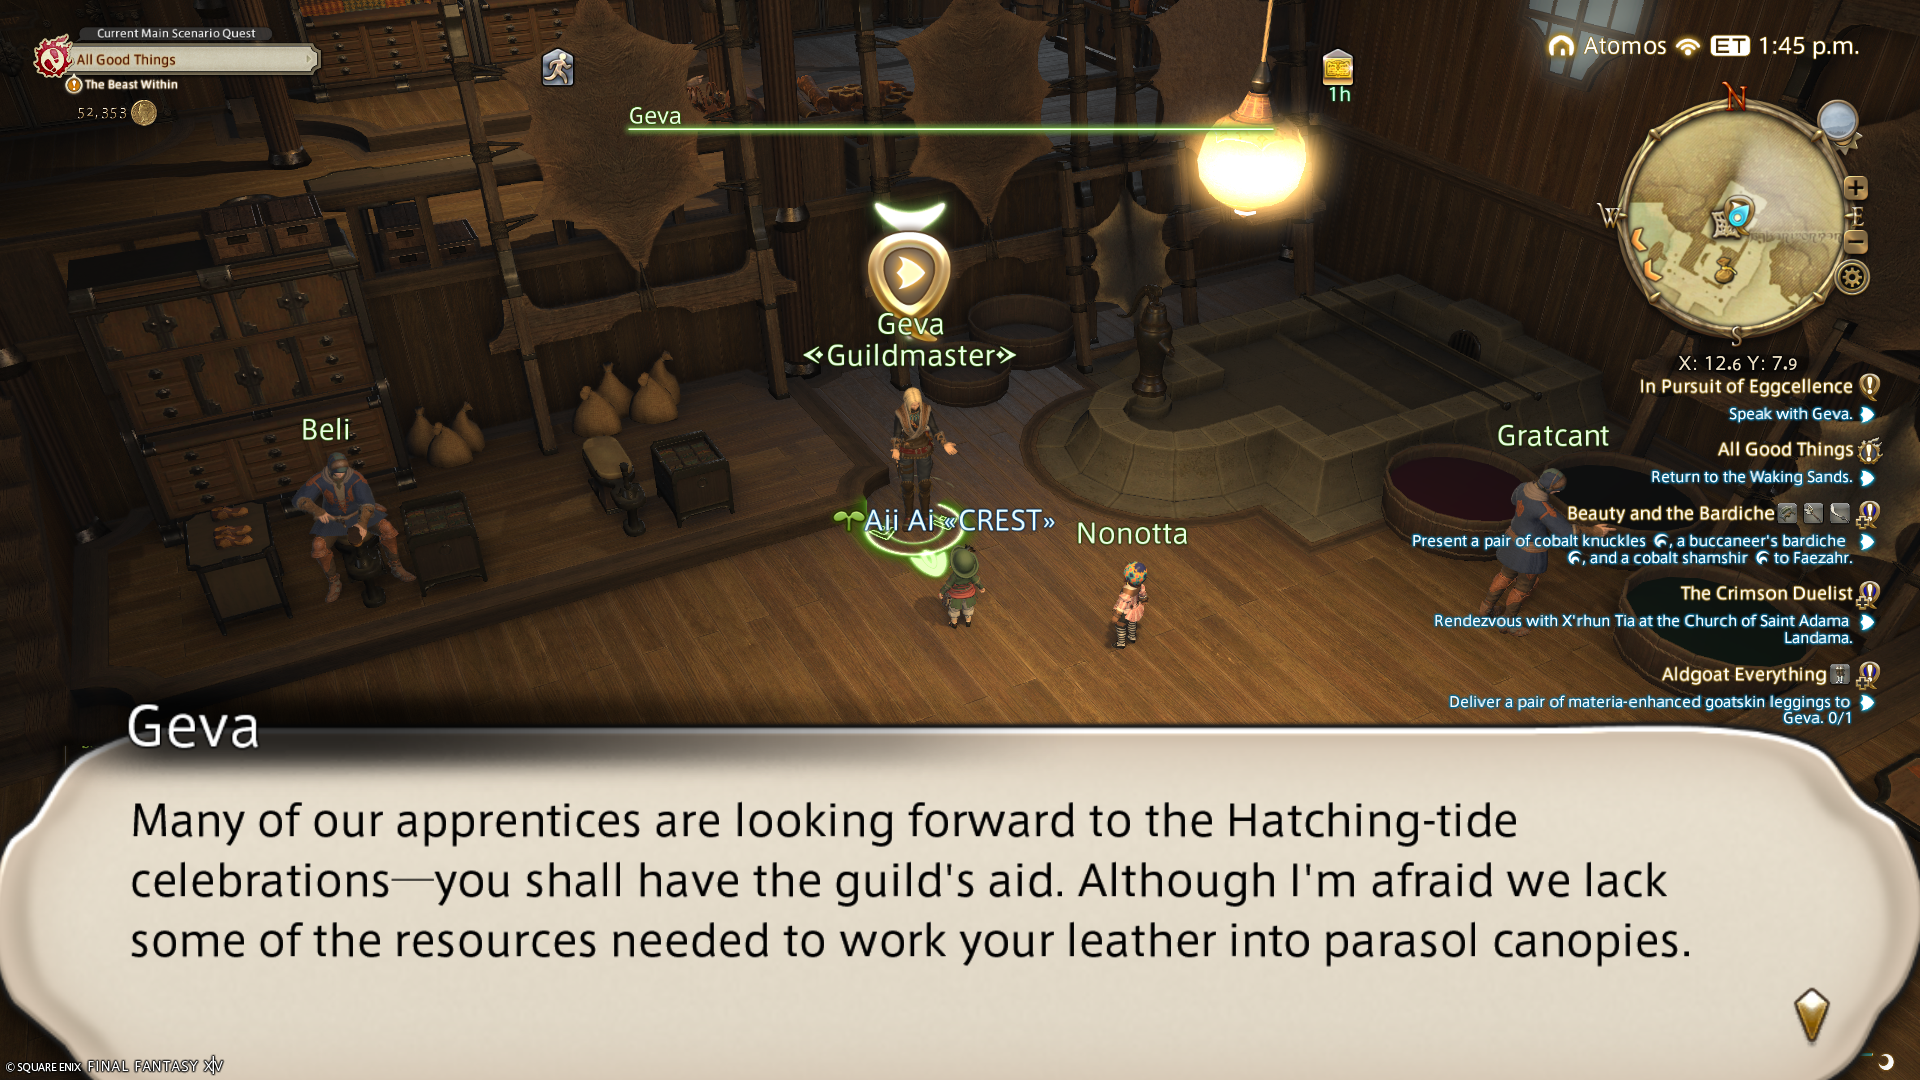 Current Main Scenario Quest
All Good Things
The Beast Within
52,353
Geva
1h
Atomos ET 1:45 p.m.
N
W
E
S
X: 12.6 Y: 7.9
In Pursuit of Eggcellence
Speak with Geva.
All Good Things
Return to the Waking Sands.
Beauty and the Bardiche
Present a pair of cobalt knuckles, a buccaneer's bardiche
, and a cobalt shamshir to Faezahr.
The Crimson Duelist
Rendezvous with X'rhun Tia at the Church of Saint Adama
Landama.
Aldgoat Everything
Deliver a pair of materia-enhanced goatskin leggings to
Geva. 0/1
Geva
Guildmaster
Beli
Aji Ai «CREST»
Nonotta
Gratcant
Geva
Many of our apprentices are looking forward to the Hatching-tide
celebrations—you shall have the guild's aid. Although I'm afraid we lack
some of the resources needed to work your leather into parasol canopies.
© SQUARE ENIX FINAL FANTASY XIV